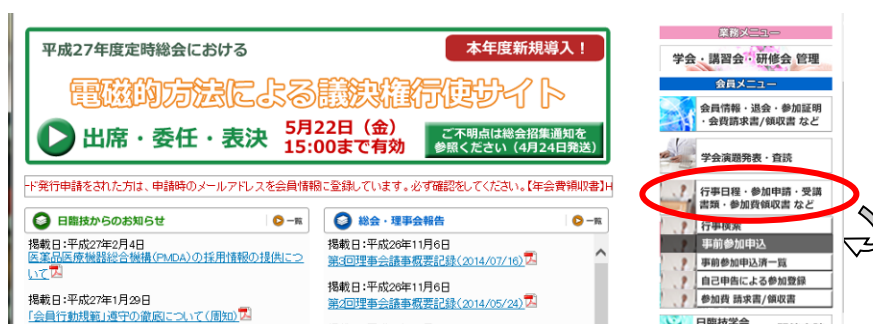 平成27年度定時総会における
本年度新規導入！
電磁的方法による議決権行使サイト
出席・委任・表決
5月22日（金）
15:00まで有効
ご不明点は総会招集通知を
参照ください（4月24日発送）
ド発行申請をされた方は、申請時のメールアドレスを会員情報に登録しています。必ず確認をしてください。【年会費領収書】H
日臨技からのお知らせ
一覧
掲載日：平成27年2月4日
医薬品医療機器総合機構（PMDA）の採用情報の提供につ
いて
掲載日：平成27年1月29日
「会員行動規範」遵守の徹底について（周知）
総会・理事会報告
一覧
掲載日：平成26年11月6日
第3回理事会議事概要記録（2014/07/16）
掲載日：平成26年11月6日
第2回理事会議事概要記録（2014/05/24）
業務メニュー
学会・講習会・研修会 管理
会員メニュー
会員情報・退会・参加証明
・会費請求書/領収書 など
学会演題発表・査読
行事日程・参加申請・受講
書類・参加費領収書 など
行事検索
事前参加申込
事前参加申込済一覧
自己申告による参加登録
参加費 請求書/領収書
日臨技学会